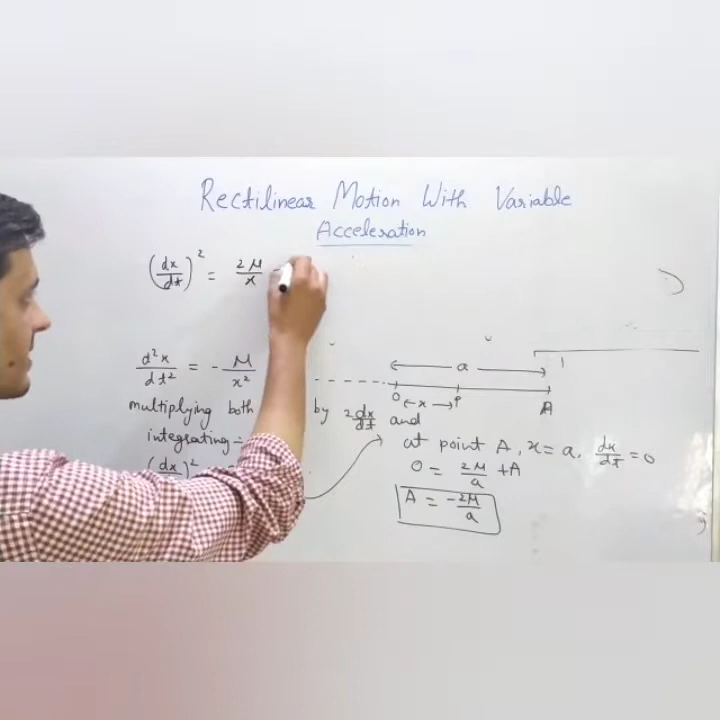 Rectilinear Motion With Variable
Acceleration
(dx/dt)² = 2μ/x -
d²x/dt² = - μ/x²
multiplying both by 2dx/dt and
integrating :-
(dx)²
a
O x P A
at point A, x = a, dx/dt = 0
0 = 2μ/a + A
A = -2μ/a